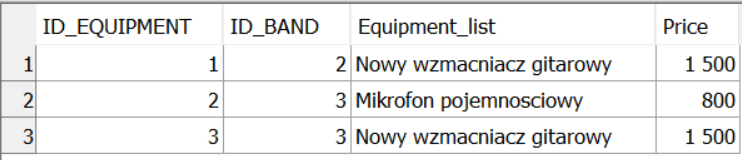 ID_EQUIPMENT ID_BAND Equipment_list Price
1 1 2 Nowy wzmacniacz gitarowy 1 500
2 2 3 Mikrofon pojemnosciowy 800
3 3 3 Nowy wzmacniacz gitarowy 1 500